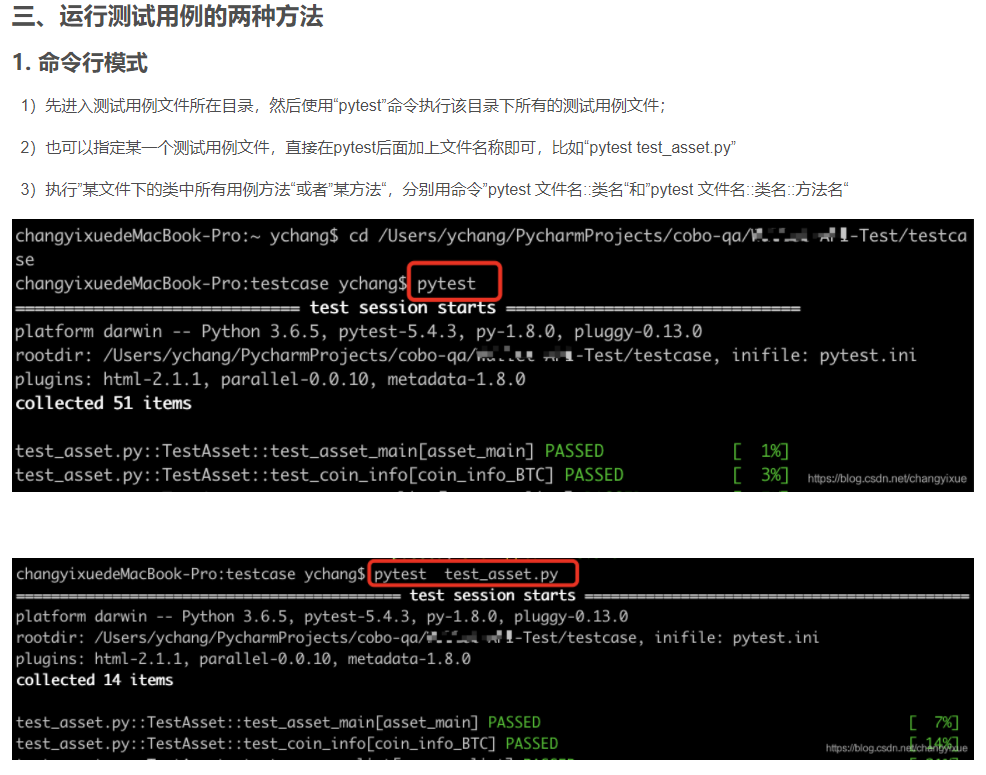 三、运行测试用例的两种方法
1. 命令行模式
1）先进入测试用例文件所在目录，然后使用“pytest”命令执行该目录下所有的测试用例文件；
2）也可以指定某一个测试用例文件，直接在pytest后面加上文件名称即可，比如“pytest test_asset.py”
3）执行”某文件下的类中所有用例方法“或者”某方法“，分别用命令”pytest 文件名::类名“和”pytest 文件名::类名::方法名“
changyixuedeMacBook-Pro:~ ychang$ cd /Users/ychang/PycharmProjects/cobo-qa/ -Test/testca
se
changyixuedeMacBook-Pro:testcase ychang$ pytest
============================= test session starts ==============================
platform darwin -- Python 3.6.5, pytest-5.4.3, py-1.8.0, pluggy-0.13.0
rootdir: /Users/ychang/PycharmProjects/cobo-qa/ -Test/testcase, inifile: pytest.ini
plugins: html-2.1.1, parallel-0.0.10, metadata-1.8.0
collected 51 items
test_asset.py::TestAsset::test_asset_main[asset_main] PASSED [ 1%]
test_asset.py::TestAsset::test_coin_info[coin_info_BTC] PASSED [ 3%]
https://blog.csdn.net/changyixue
changyixuedeMacBook-Pro:testcase ychang$ pytest test_asset.py
============================================ test session starts ============================================
platform darwin -- Python 3.6.5, pytest-5.4.3, py-1.8.0, pluggy-0.13.0
rootdir: /Users/ychang/PycharmProjects/cobo-qa/ -Test/testcase, inifile: pytest.ini
plugins: html-2.1.1, parallel-0.0.10, metadata-1.8.0
collected 14 items
test_asset.py::TestAsset::test_asset_main[asset_main] PASSED [ 7%]
test_asset.py::TestAsset::test_coin_info[coin_info_BTC] PASSED [ 14%]
https://blog.csdn.net/changyixue